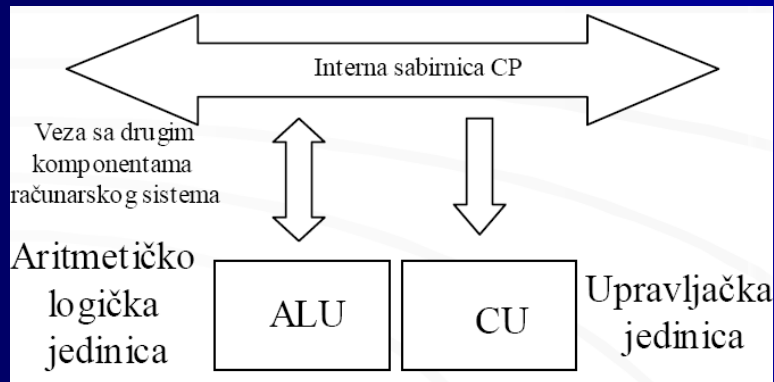 Interna sabirnica CP
Veza sa drugim
komponentama
računarskog sistema
Aritmetičko
logička
jedinica
ALU
CU
Upravljačka
jedinica